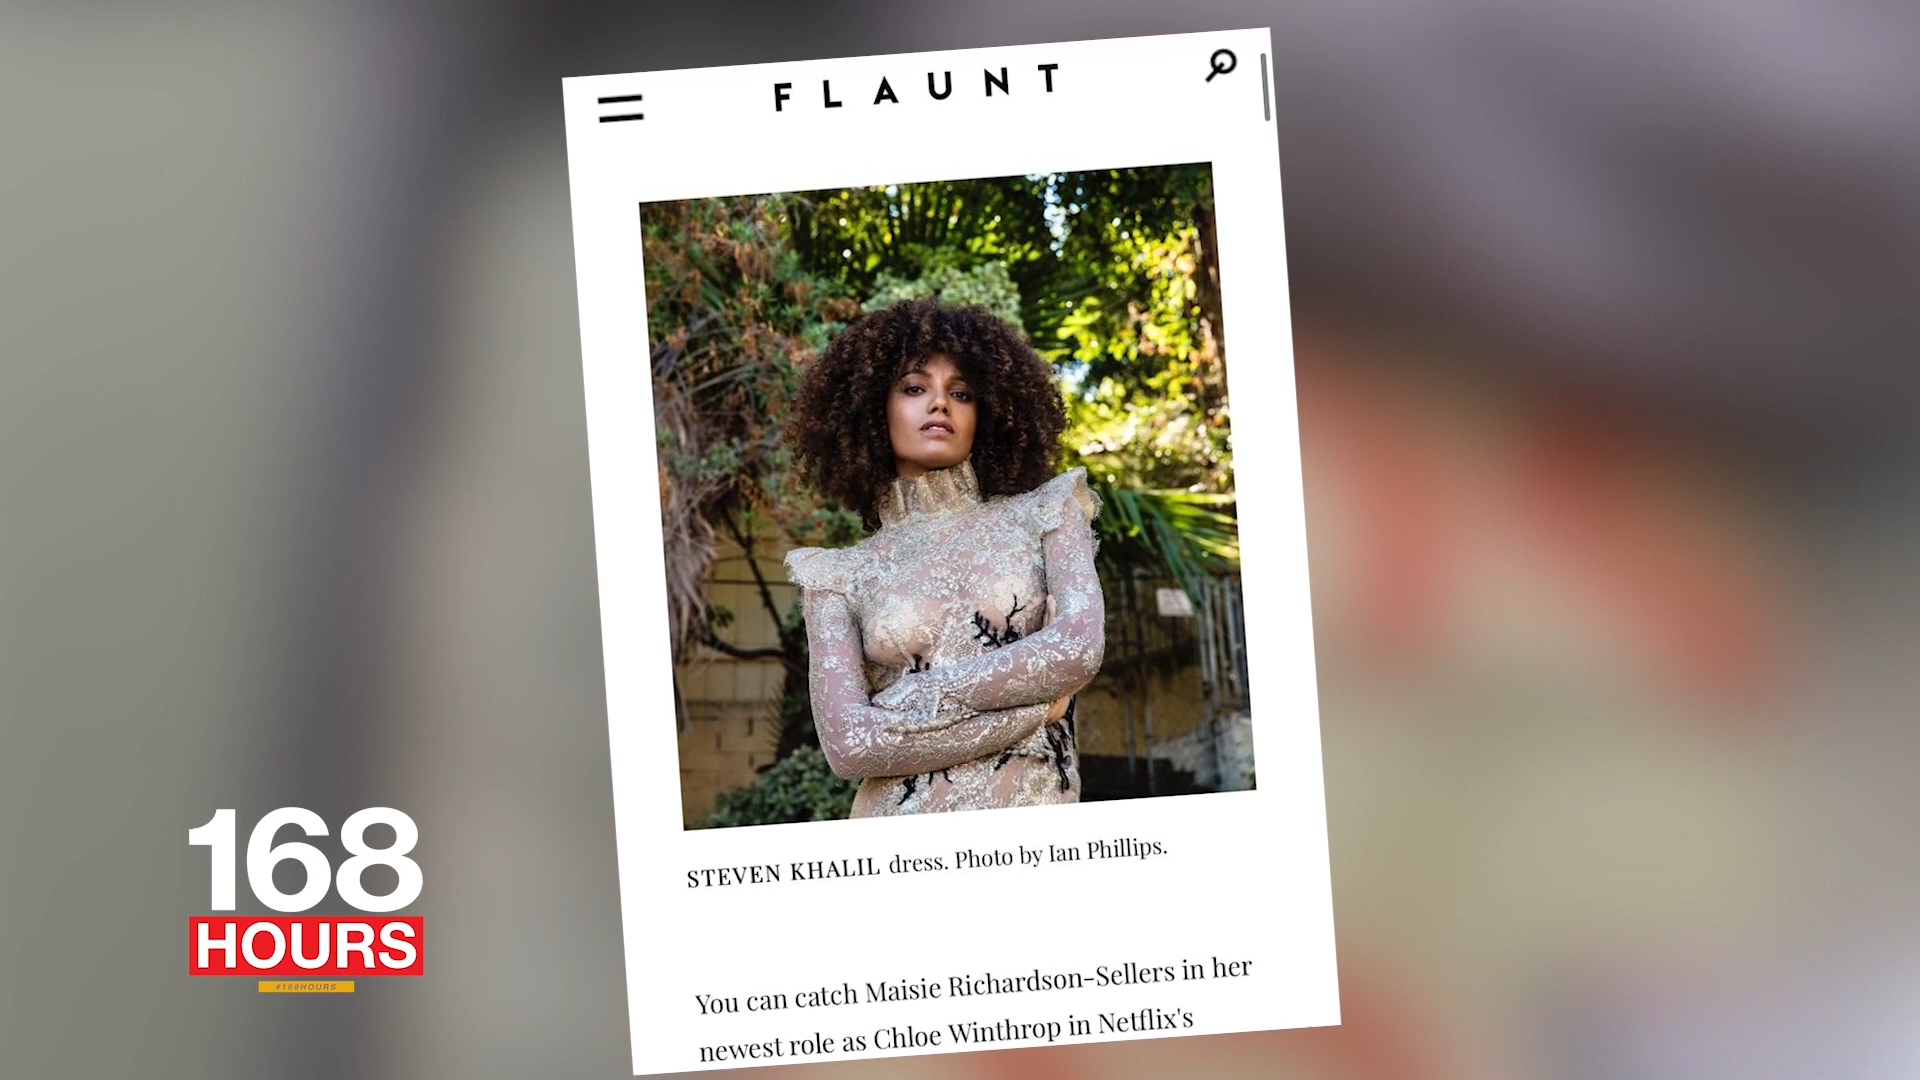 FLAUNT
STEVEN KHALIL dress. Photo by Ian Phillips.
You can catch Maisie Richardson-Sellers in her
newest role as Chloe Winthrop in Netflix's
168
HOURS
#168HOURS